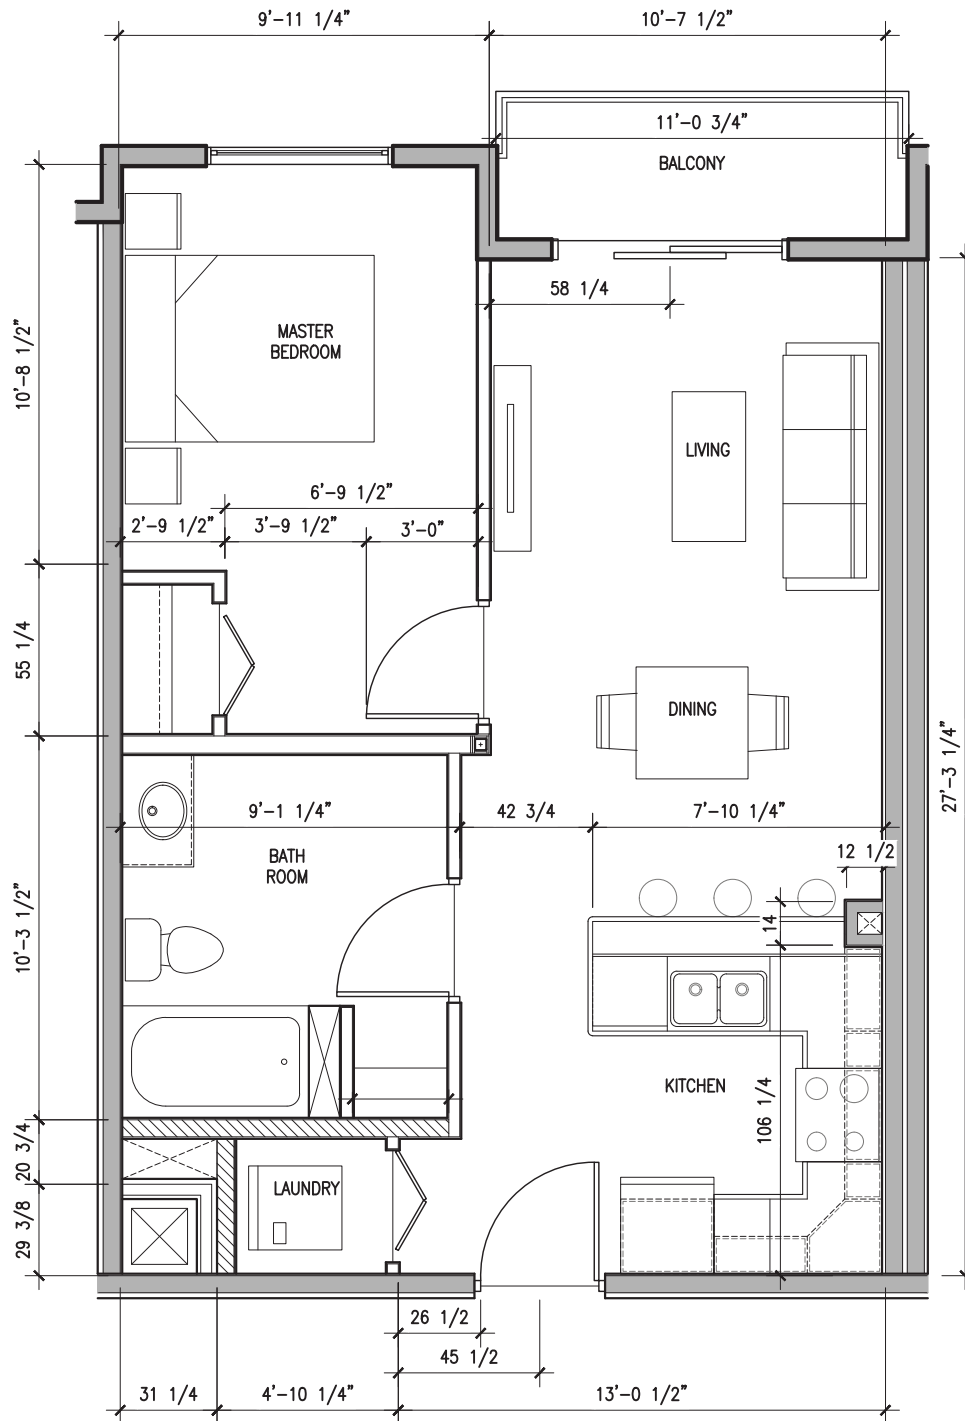 9'-11 1/4"
10'-7 1/2"
11'-0 3/4"
BALCONY
58 1/4
MASTER
BEDROOM
10'-8 1/2"
LIVING
6'-9 1/2"
2'-9 1/2"
3'-9 1/2"
3'-0"
55 1/4
DINING
27'-3 1/4"
9'-1 1/4"
42 3/4
7'-10 1/4"
12 1/2
BATH
ROOM
14
10'-3 1/2"
KITCHEN
106 1/4
20 3/4
LAUNDRY
29 3/8
26 1/2
45 1/2
31 1/4
4'-10 1/4"
13'-0 1/2"